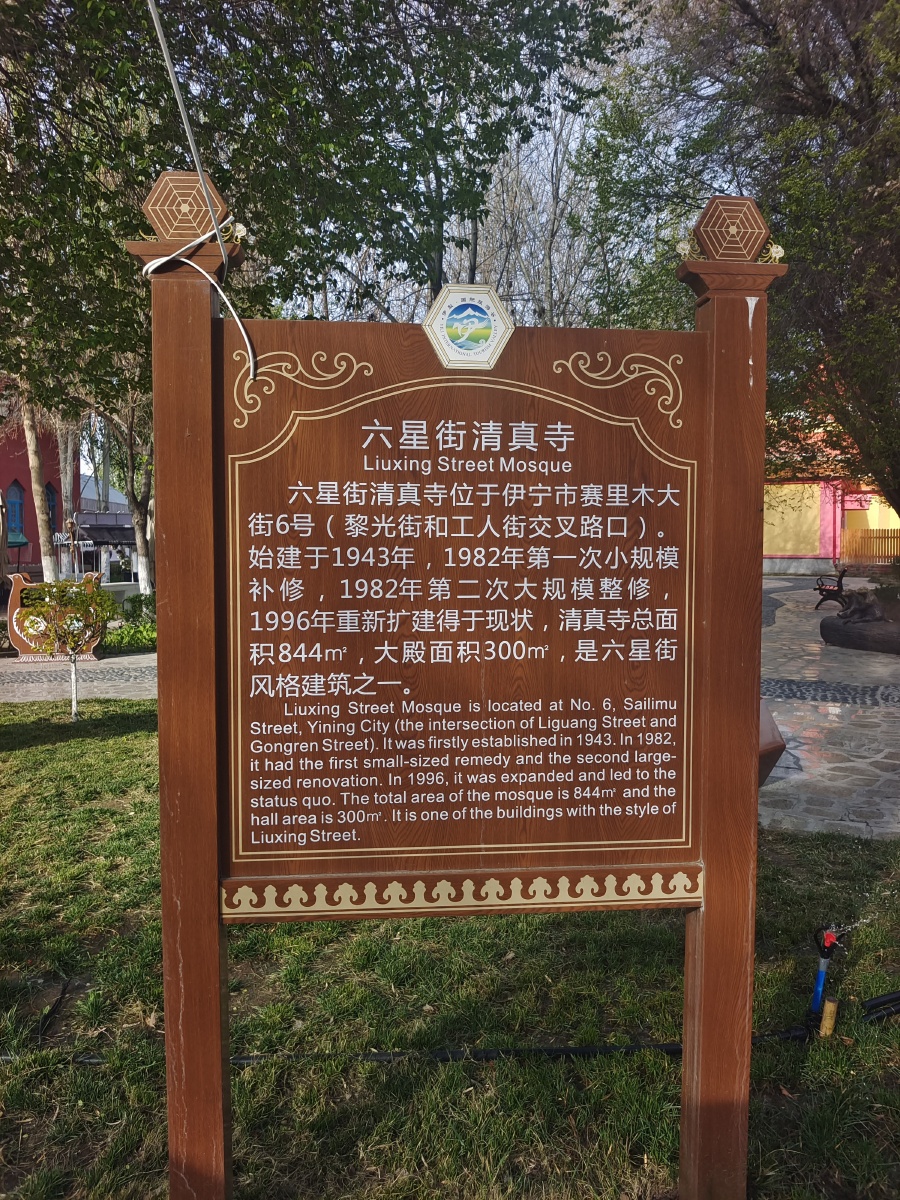 六星街清真寺
Liuxing Street Mosque
六星街清真寺位于伊宁市赛里木大
街6号（黎光街和工人街交叉路口）。
始建于1943年，1982年第一次小规模
补修，1982年第二次大规模整修，
1996年重新扩建得于现状，清真寺总面
积844㎡，大殿面积300㎡，是六星街
风格建筑之一。
Liuxing Street Mosque is located at No. 6, Sailimu
Street, Yining City (the intersection of Liguang Street and
Gongren Street). It was firstly established in 1943. In 1982,
it had the first small-sized remedy and the second large-
sized renovation. In 1996, it was expanded and led to the
status quo. The total area of the mosque is 844㎡ and the
hall area is 300㎡. It is one of the buildings with the style of
Liuxing Street.